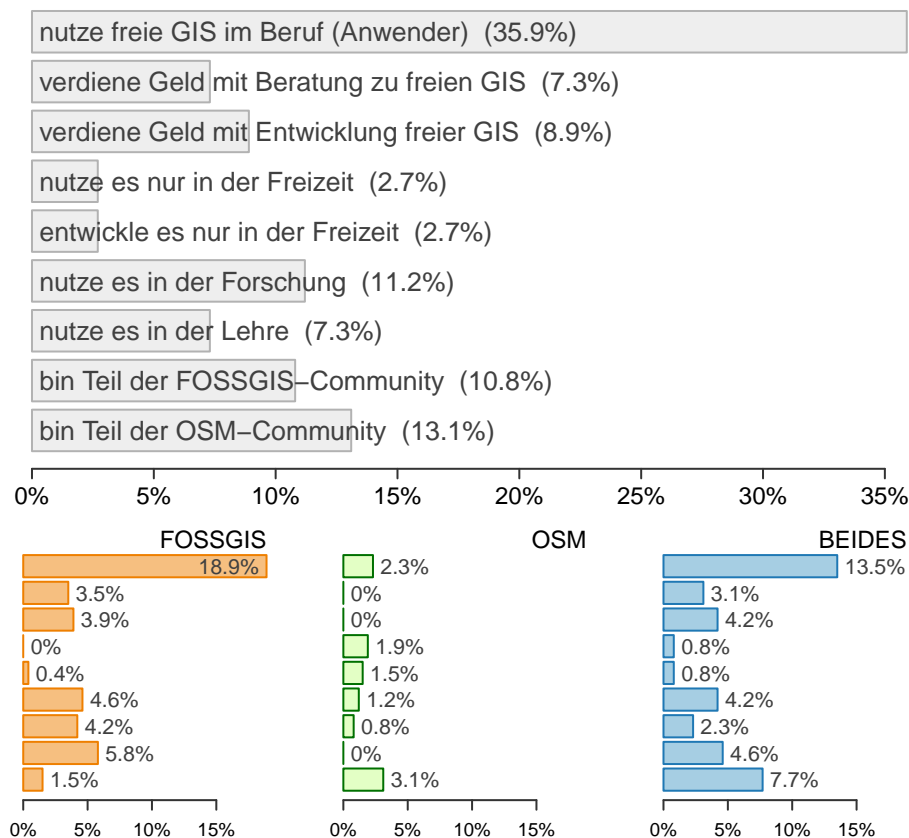 nutze freie GIS im Beruf (Anwender) (35.9%)
verdiene Geld mit Beratung zu freien GIS (7.3%)
verdiene Geld mit Entwicklung freier GIS (8.9%)
nutze es nur in der Freizeit (2.7%)
entwickle es nur in der Freizeit (2.7%)
nutze es in der Forschung (11.2%)
nutze es in der Lehre (7.3%)
bin Teil der FOSSGIS−Community (10.8%)
bin Teil der OSM−Community (13.1%)
0% 5% 10% 15% 20% 25% 30% 35%
FOSSGIS
18.9%
3.5%
3.9%
0%
0.4%
4.6%
4.2%
5.8%
1.5%
0% 5% 10% 15%
OSM
2.3%
0%
0%
1.9%
1.5%
1.2%
0.8%
0%
3.1%
0% 5% 10% 15%
BEIDES
13.5%
3.1%
4.2%
0.8%
0.8%
4.2%
2.3%
4.6%
7.7%
0% 5% 10% 15%